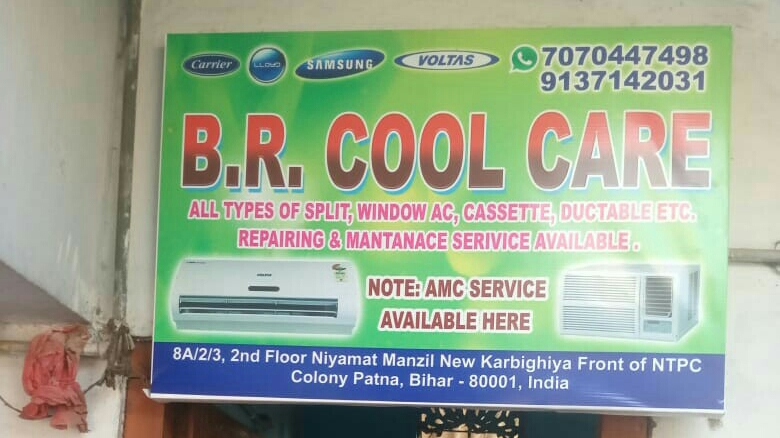 Carrier LLOYD SAMSUNG VOLTAS 7070447498
9137142031
B.R. COOL CARE
ALL TYPES OF SPLIT, WINDOW AC, CASSETTE, DUCTABLE ETC.
REPAIRING & MANTANACE SERIVICE AVAILABLE .
NOTE: AMC SERVICE
AVAILABLE HERE
8A/2/3, 2nd Floor Niyamat Manzil New Karbighiya Front of NTPC
Colony Patna, Bihar - 80001, India